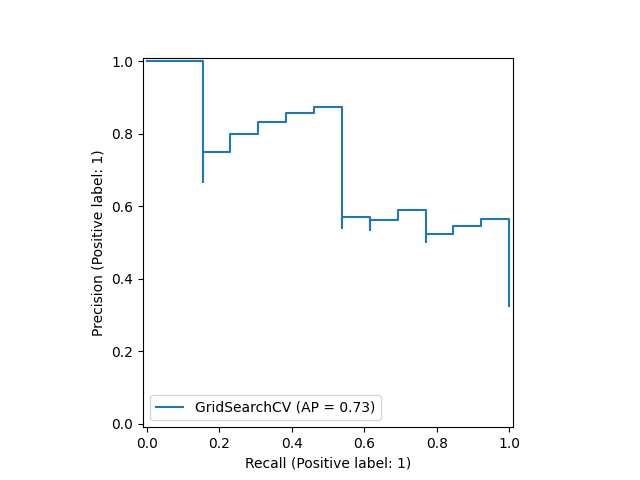 1.0
0.8
0.6
0.4
0.2
0.0
Precision (Positive label: 1)
GridSearchCV (AP = 0.73)
0.0 0.2 0.4 0.6 0.8 1.0
Recall (Positive label: 1)